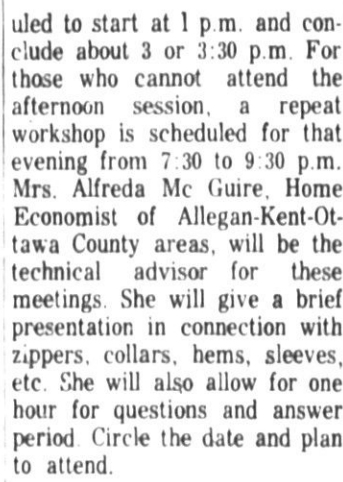 uled to start at 1 p.m. and con-
clude about 3 or 3:30 p.m. For
those who cannot attend the
afternoon session, a repeat
workshop is scheduled for that
evening from 7:30 to 9:30 p.m.
Mrs. Alfreda Mc Guire, Home
Economist of Allegan-Kent-Ot-
tawa County areas, will be the
technical advisor for these
meetings. She will give a brief
presentation in connection with
zippers, collars, hems, sleeves,
etc. She will also allow for one
hour for questions and answer
period. Circle the date and plan
to attend.